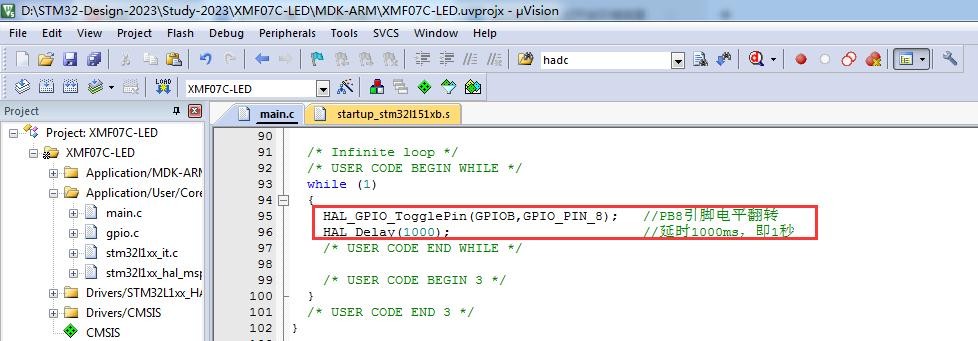 D:\STM32-Design-2023\Study-2023\XMF07C-LED\MDK-ARM\XMF07C-LED.uvprojx - µVision
File Edit View Project Flash Debug Peripherals Tools SVCS Window Help
hadc
LOAD XMF07C-LED
Project
main.c startup_stm32l151xb.s
Project: XMF07C-LED
XMF07C-LED
Application/MDK-ARM
Application/User/Core
main.c
gpio.c
stm32l1xx_it.c
stm32l1xx_hal_msp
Drivers/STM32L1xx_HA
Drivers/CMSIS
CMSIS
90
91 /* Infinite loop */
92 /* USER CODE BEGIN WHILE */
93 while (1)
94 {
95 HAL_GPIO_TogglePin(GPIOB,GPIO_PIN_8); //PB8引脚电平翻转
96 HAL_Delay(1000); //延时1000ms，即1秒
97 /* USER CODE END WHILE */
98
99 /* USER CODE BEGIN 3 */
100 }
101 /* USER CODE END 3 */
102 }